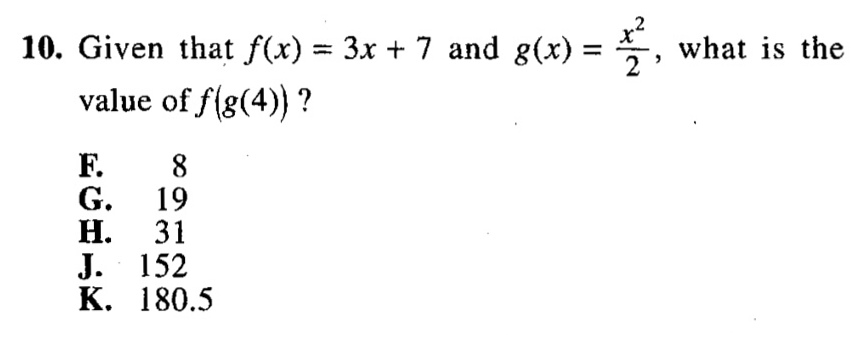 10. Given that f(x) = 3x + 7 and g(x) = x²/2, what is the
value of f(g(4)) ?
F. 8
G. 19
H. 31
J. 152
K. 180.5